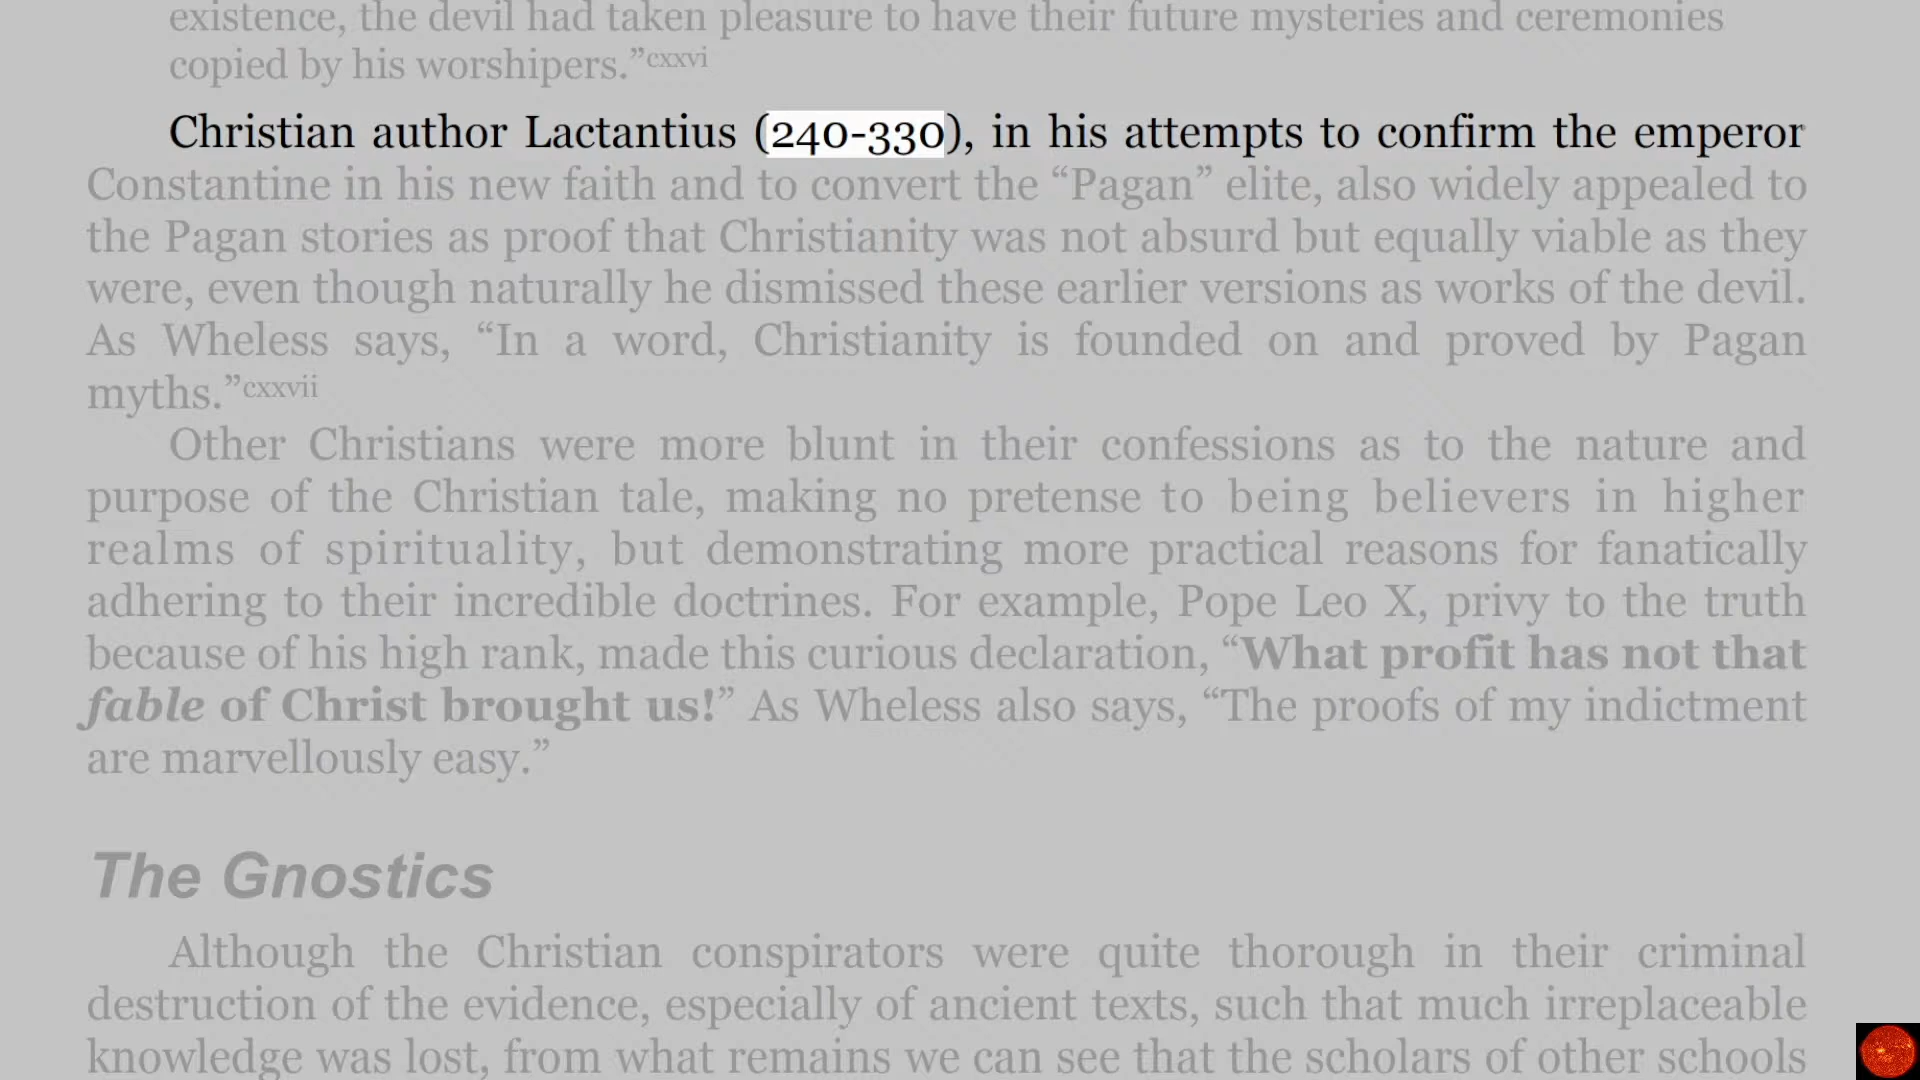 existence, the devil had taken pleasure to have their future mysteries and ceremonies
copied by his worshipers.”cxxvi
Christian author Lactantius (240-330), in his attempts to confirm the emperor
Constantine in his new faith and to convert the “Pagan” elite, also widely appealed to
the Pagan stories as proof that Christianity was not absurd but equally viable as they
were, even though naturally he dismissed these earlier versions as works of the devil.
As Wheless says, “In a word, Christianity is founded on and proved by Pagan
myths.”cxxvii
Other Christians were more blunt in their confessions as to the nature and
purpose of the Christian tale, making no pretense to being believers in higher
realms of spirituality, but demonstrating more practical reasons for fanatically
adhering to their incredible doctrines. For example, Pope Leo X, privy to the truth
because of his high rank, made this curious declaration, “What profit has not that
fable of Christ brought us!” As Wheless also says, “The proofs of my indictment
are marvellously easy.”
The Gnostics
Although the Christian conspirators were quite thorough in their criminal
destruction of the evidence, especially of ancient texts, such that much irreplaceable
knowledge was lost, from what remains we can see that the scholars of other schools